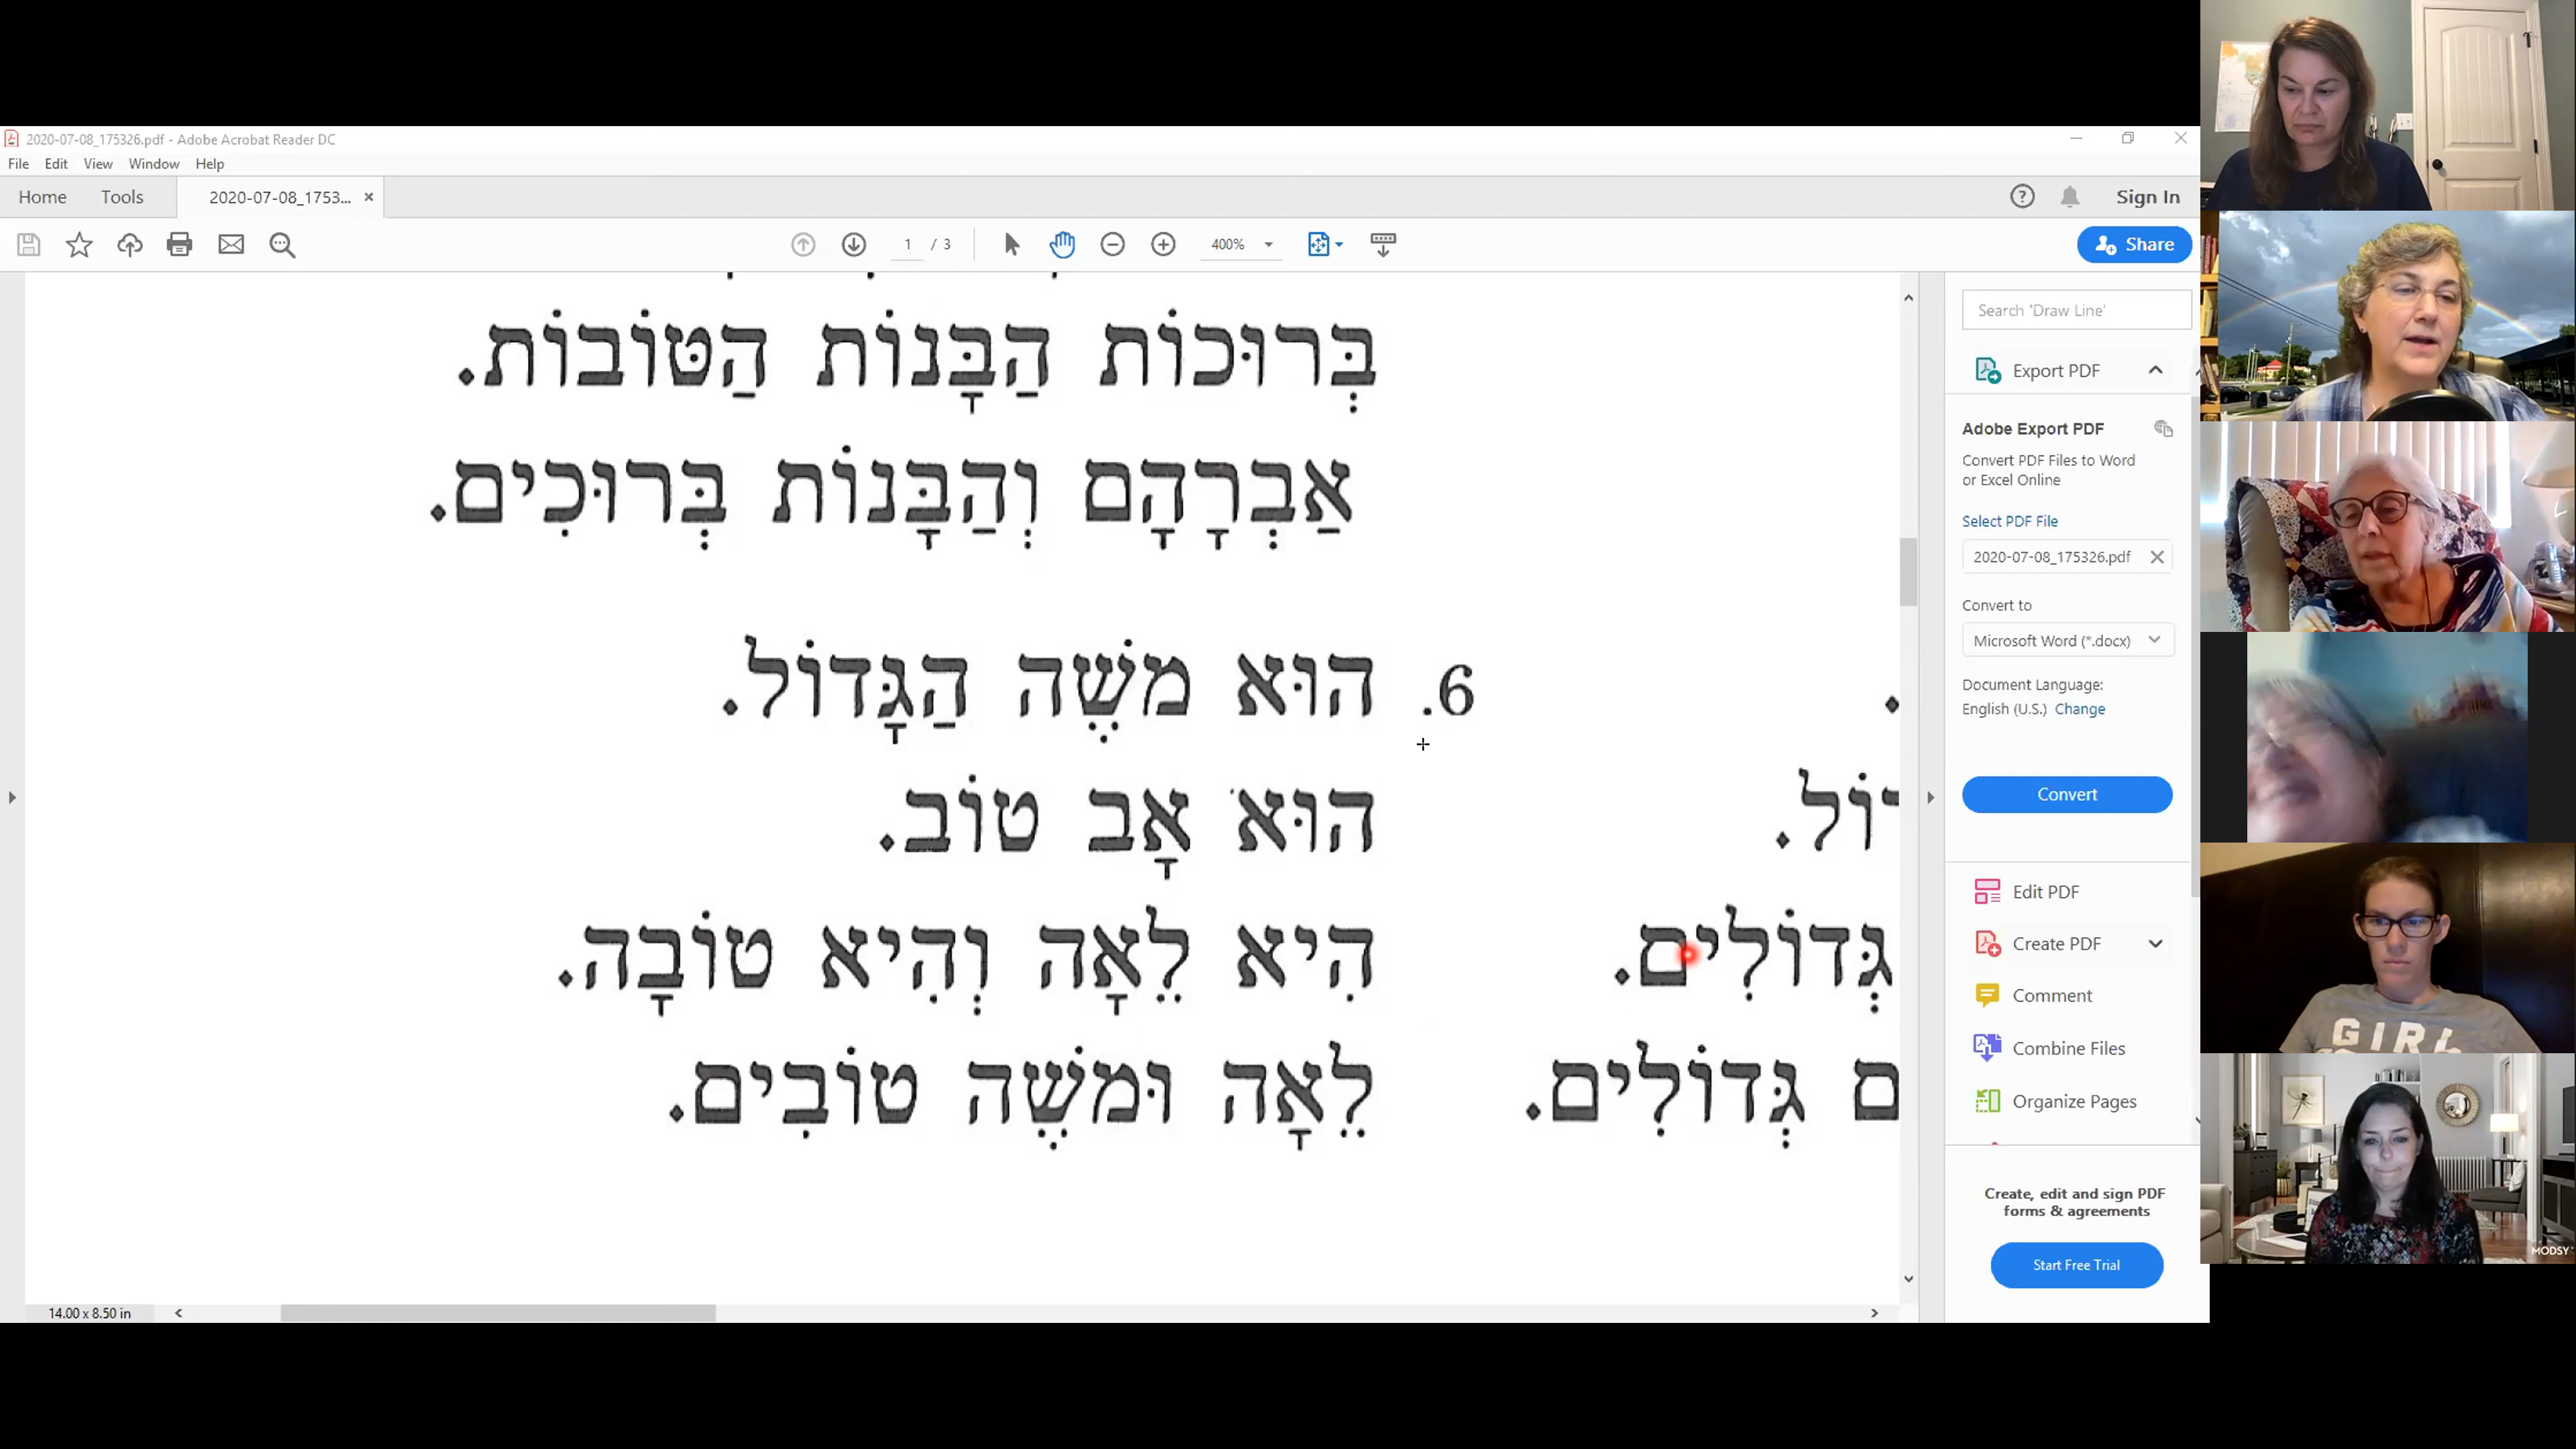 2020-07-08_175326.pdf - Adobe Acrobat Reader DC
File Edit View Window Help
Home Tools 2020-07-08_1753...
Sign In
1 / 3
400%
Share
בְּרוּכוֹת הַבָּנוֹת הַטּוֹבוֹת.
אַבְרָהָם וְהַבָּנוֹת בְּרוּכִים.
6. הוּא מֹשֶׁה הַגָּדוֹל.
הוּא אָב טוֹב.
הִיא לֵאָה וְהִיא טוֹבָה.
גְּדוֹלִים.
לֵאָה וּמֹשֶׁה טוֹבִים.
גְּדוֹלִים.
14.00 x 8.50 in
Search 'Draw Line'
Export PDF
Adobe Export PDF
Convert PDF Files to Word
or Excel Online
Select PDF File
2020-07-08_175326.pdf
Convert to
Microsoft Word (*.docx)
Document Language:
English (U.S.) Change
Convert
Edit PDF
Create PDF
Comment
Combine Files
Organize Pages
Create, edit and sign PDF
forms & agreements
Start Free Trial
GIRL
MODSY